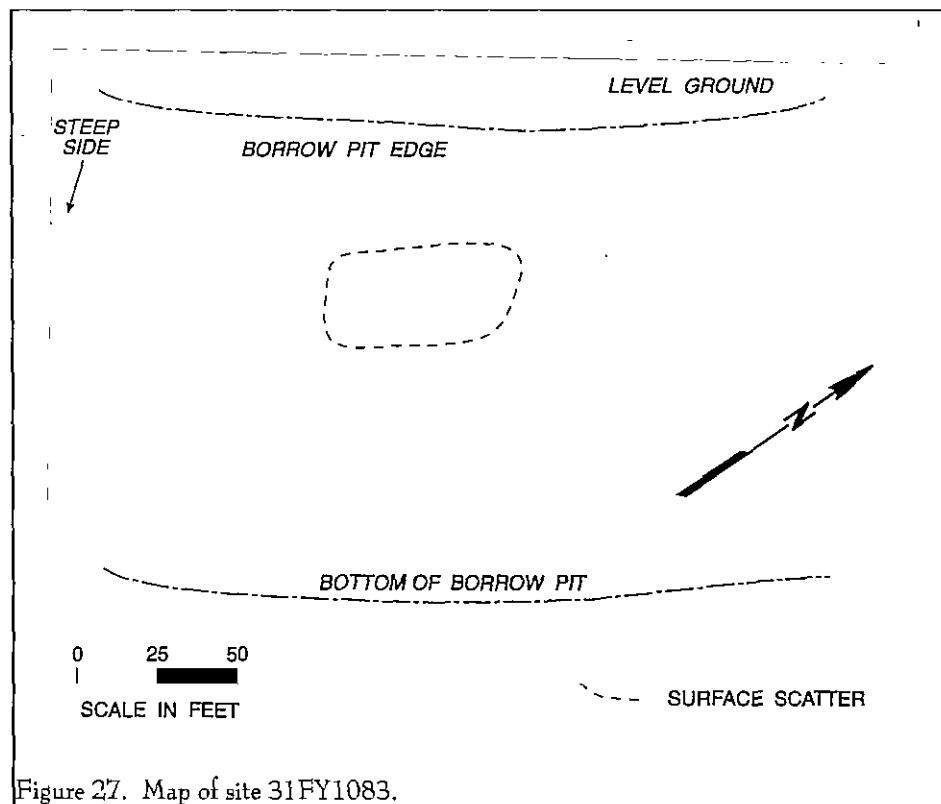 LEVEL GROUND
STEEP
SIDE
BORROW PIT EDGE
N
BOTTOM OF BORROW PIT
0 25 50
SCALE IN FEET
SURFACE SCATTER
Figure 27. Map of site 31FY1083.